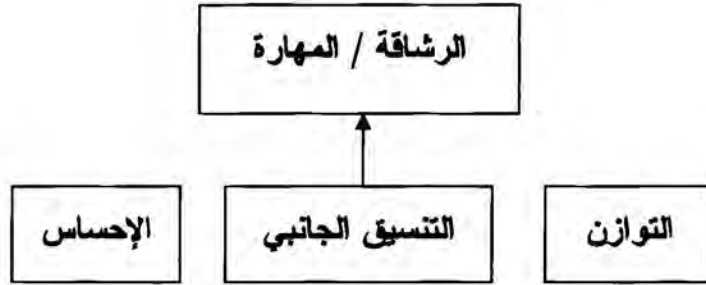 الرشاقة / المهارة
التوازن
التنسيق الجانبي
الإحساس